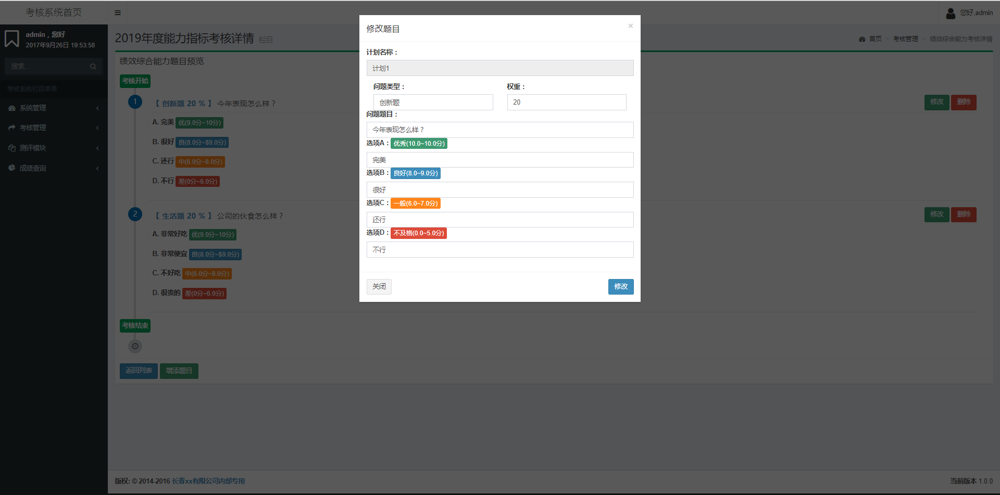 考核系统首页
您好,admin
admin，您好
2017年9月26日 19:53:58
搜索...
考核系统栏目菜单
系统管理
考核管理
测评模块
成绩查询
2019年度能力指标考核详情 栏目
首页 > 考核管理 > 绩效综合能力考核详情
绩效综合能力题目预览
考核开始
1
【 创新题 20 % 】 今年表现怎么样？
修改 删除
A. 完美 优(9.0分~10分)
B. 很好 良(8.0分~$9.0分)
C. 还行 中(6.0分~8.0分)
D. 不行 差(0分~6.0分)
2
【 生活题 20 % 】 公司的伙食怎么样？
修改 删除
A. 非常好吃 优(9.0分~10分)
B. 非常便宜 良(8.0分~$9.0分)
C. 不好吃 中(6.0分~8.0分)
D. 很贵的 差(0分~6.0分)
考核结束
返回列表 增添题目
修改题目
×
计划名称：
计划1
问题类型： 权重：
创新题 20
问题题目：
今年表现怎么样？
选项A：优秀(10.0~10.0分)
完美
选项B：良好(8.0~9.0分)
很好
选项C：一般(6.0~7.0分)
还行
选项D：不及格(0.0~5.0分)
不行
关闭 修改
版权: © 2014-2016 长春xx有限公司内部专用
当前版本 1.0.0